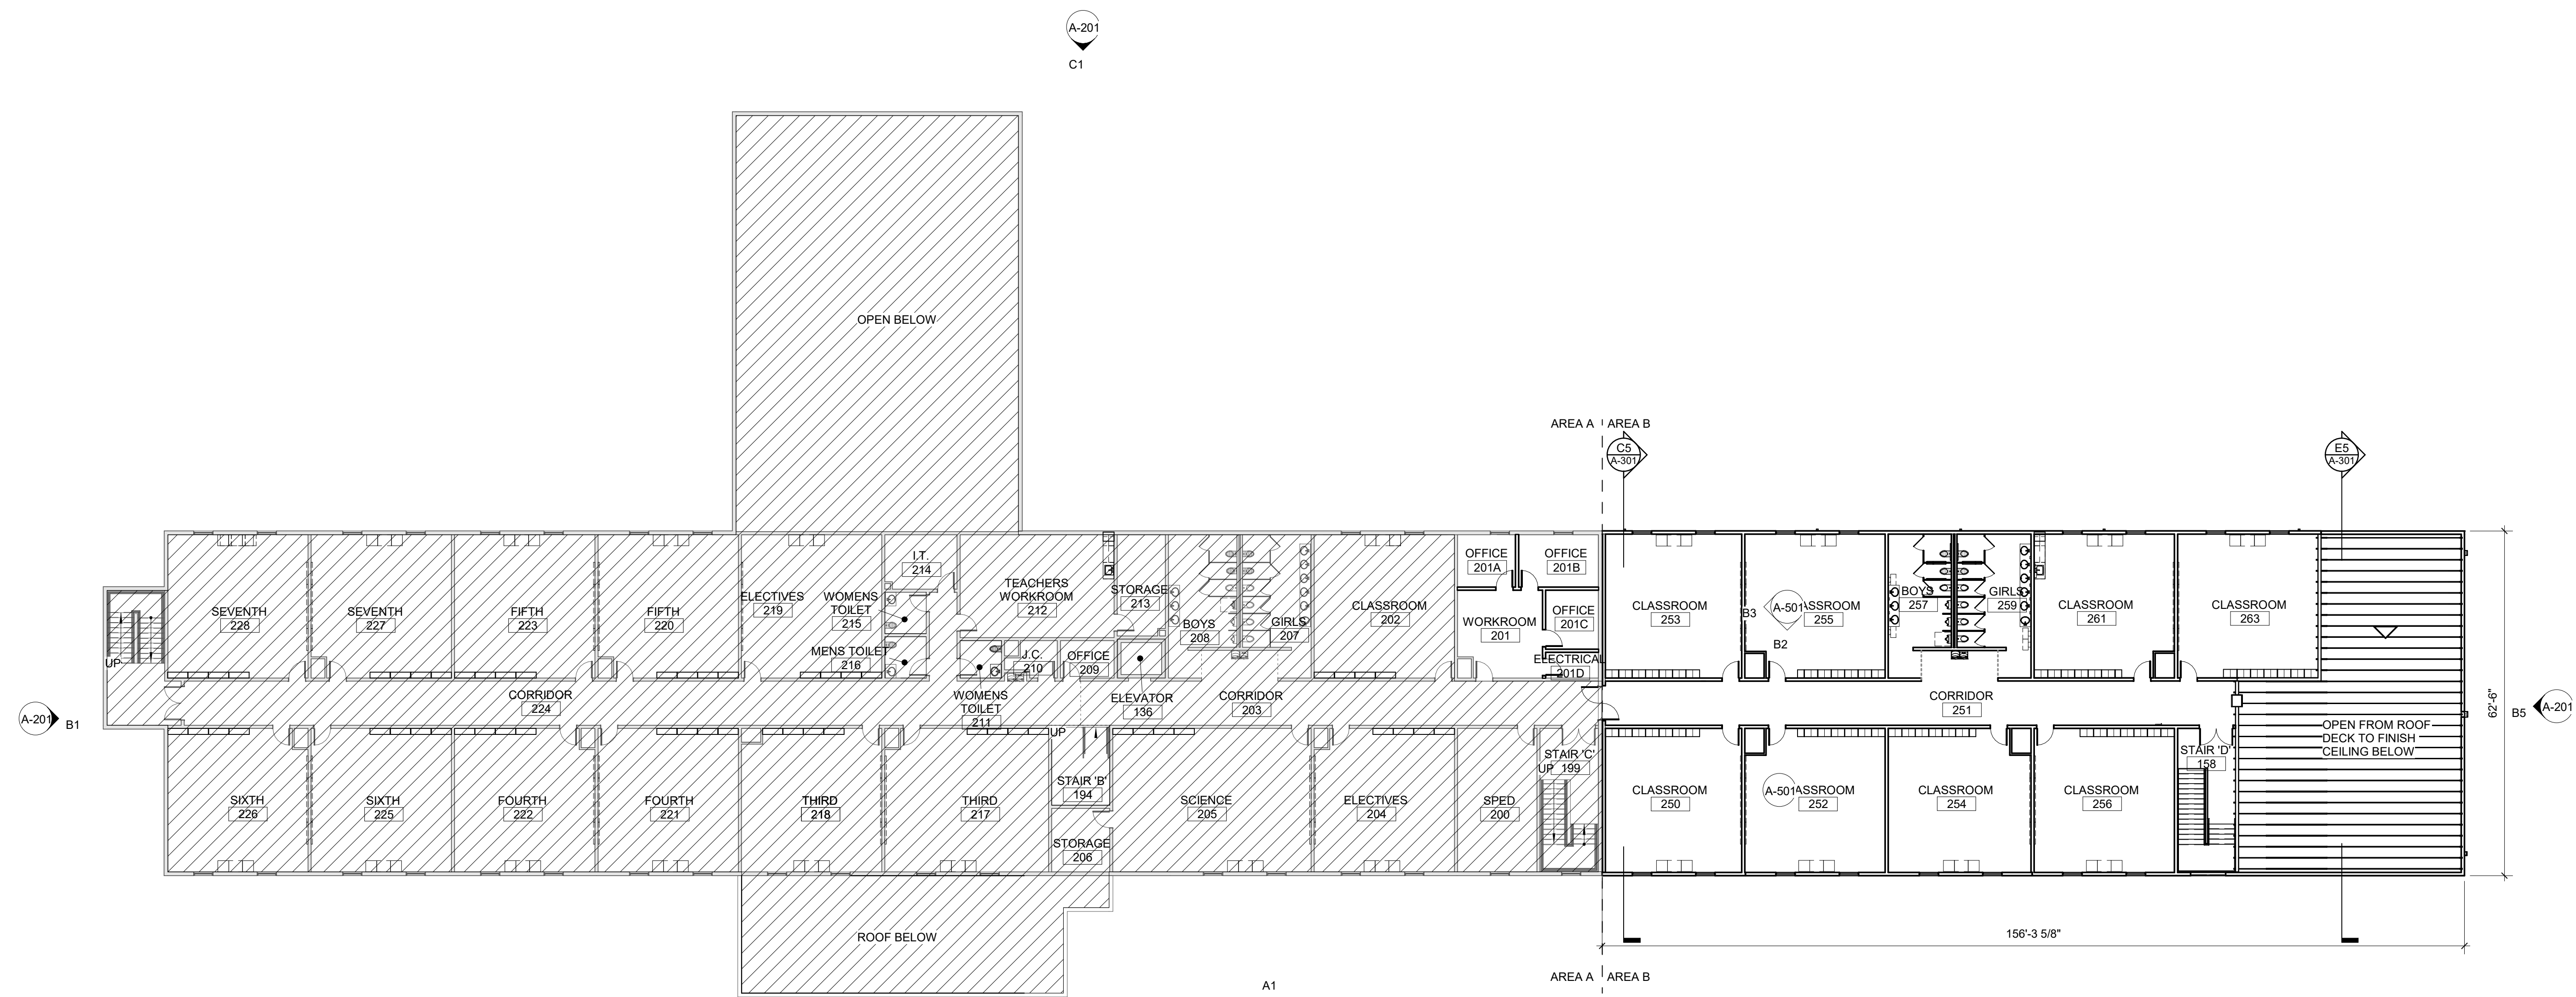 A-201
C1
OPEN BELOW
AREA A
AREA B
C5
A-301
E5
A-301
SEVENTH
228
SEVENTH
227
FIFTH
223
FIFTH
220
ELECTIVES
219
WOMENS
TOILET
215
MENS TOILET
216
I.T.
214
TEACHERS
WORKROOM
212
STORAGE
213
BOYS
208
GIRLS
207
CLASSROOM
202
OFFICE
201A
OFFICE
201B
WORKROOM
201
OFFICE
201C
ELECTRICAL
201D
CLASSROOM
253
B3
A-501
ASSROOM
255
B2
BOYS
257
GIRLS
259
CLASSROOM
261
CLASSROOM
263
UP
J.C.
210
OFFICE
209
A-201
B1
CORRIDOR
224
WOMENS
TOILET
211
ELEVATOR
136
CORRIDOR
203
CORRIDOR
251
62'-6"
B5
A-201
UP
OPEN FROM ROOF
DECK TO FINISH
CEILING BELOW
SIXTH
226
SIXTH
225
FOURTH
222
FOURTH
221
THIRD
218
THIRD
217
STAIR 'B'
194
STORAGE
206
SCIENCE
205
ELECTIVES
204
SPED
200
STAIR 'C'
UP
199
CLASSROOM
250
A-501
ASSROOM
252
CLASSROOM
254
CLASSROOM
256
STAIR 'D'
158
ROOF BELOW
156'-3 5/8"
AREA A
AREA B
A1